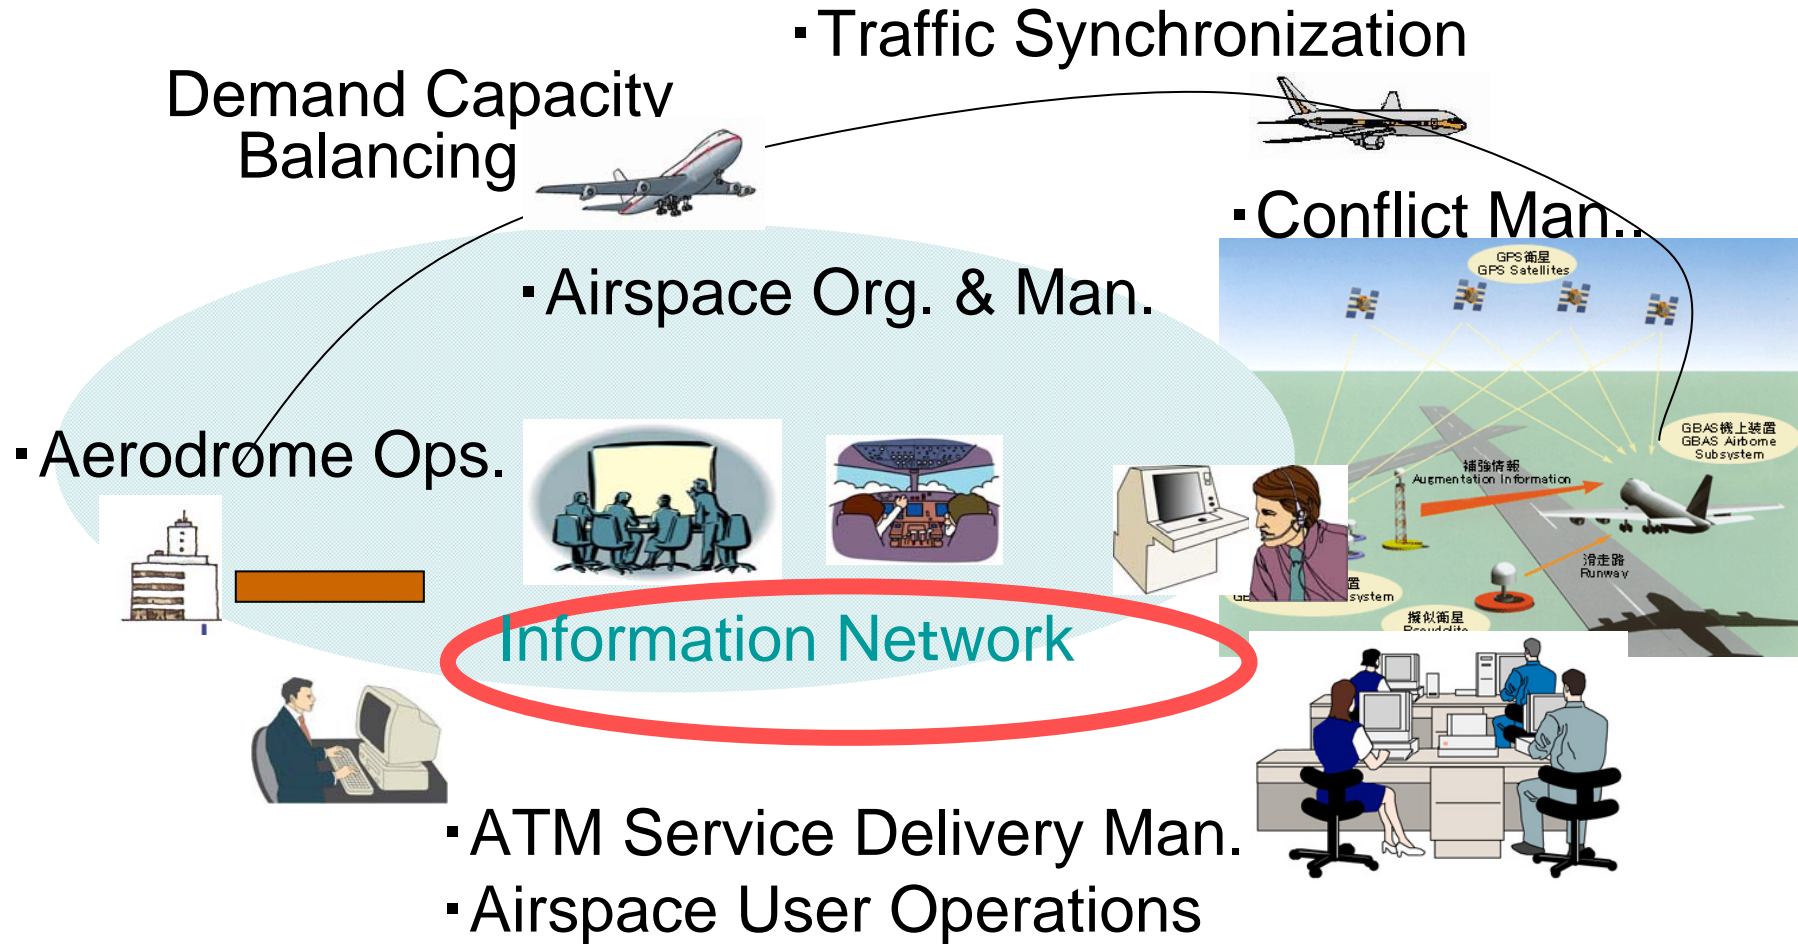 ・Traffic Synchronization
Demand Capacity
Balancing
・Conflict Man..
GPS衛星
GPS Satellites
・Airspace Org. & Man.
GBAS機上装置
GBAS Airborne
Subsystem
・Aerodrome Ops.
補強情報
Augmentation Information
滑走路
Runway
置
system
擬似衛星
Pseudolite
Information Network
・ATM Service Delivery Man.
・Airspace User Operations